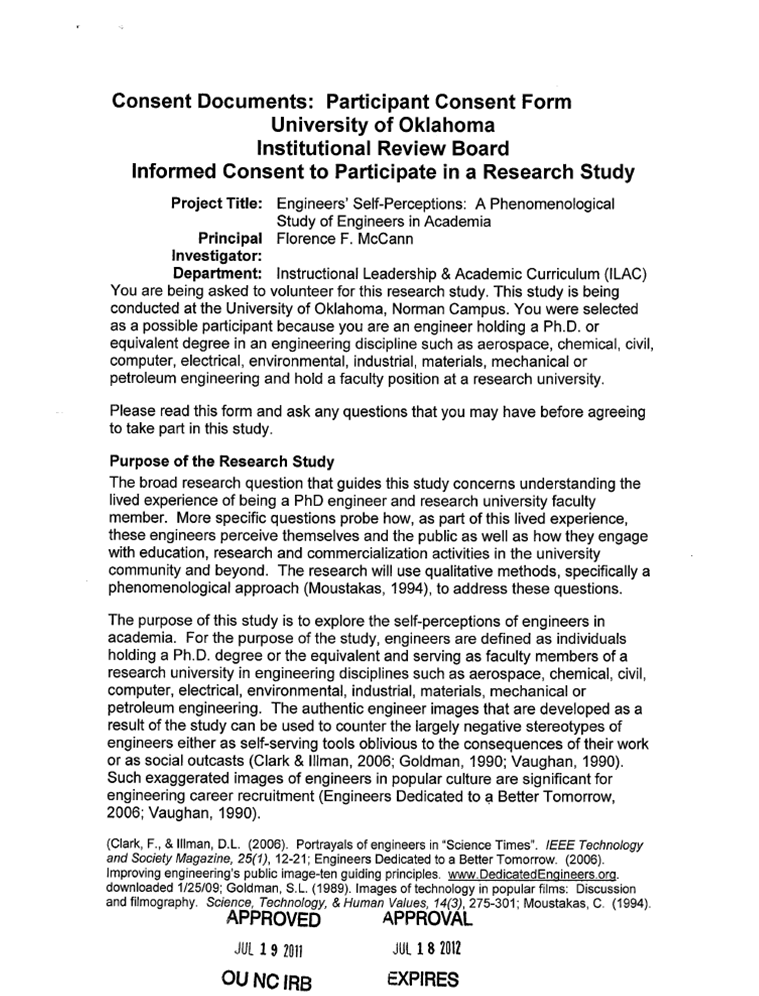 Consent Documents: Participant Consent Form
University of Oklahoma
Institutional Review Board
Informed Consent to Participate in a Research Study
Project Title: Engineers' Self-Perceptions: A Phenomenological
Study of Engineers in Academia
Principal Florence F. McCann
Investigator:
Department: Instructional Leadership & Academic Curriculum (ILAC)
You are being asked to volunteer for this research study. This study is being
conducted at the University of Oklahoma, Norman Campus. You were selected
as a possible participant because you are an engineer holding a Ph.D. or
equivalent degree in an engineering discipline such as aerospace, chemical, civil,
computer, electrical, environmental, industrial, materials, mechanical or
petroleum engineering and hold a faculty position at a research university.
Please read this form and ask any questions that you may have before agreeing
to take part in this study.
Purpose of the Research Study
The broad research question that guides this study concerns understanding the
lived experience of being a PhD engineer and research university faculty
member. More specific questions probe how, as part of this lived experience,
these engineers perceive themselves and the public as well as how they engage
with education, research and commercialization activities in the university
community and beyond. The research will use qualitative methods, specifically a
phenomenological approach (Moustakas, 1994), to address these questions.
The purpose of this study is to explore the self-perceptions of engineers in
academia. For the purpose of the study, engineers are defined as individuals
holding a Ph.D. degree or the equivalent and serving as faculty members of a
research university in engineering disciplines such as aerospace, chemical, civil,
computer, electrical, environmental, industrial, materials, mechanical or
petroleum engineering. The authentic engineer images that are developed as a
result of the study can be used to counter the largely negative stereotypes of
engineers either as self-serving tools oblivious to the consequences of their work
or as social outcasts (Clark & Illman, 2006; Goldman, 1990; Vaughan, 1990).
Such exaggerated images of engineers in popular culture are significant for
engineering career recruitment (Engineers Dedicated to a Better Tomorrow,
2006; Vaughan, 1990).
(Clark, F., & Illman, D.L. (2006). Portrayals of engineers in "Science Times". IEEE Technology
and Society Magazine, 25(1), 12-21; Engineers Dedicated to a Better Tomorrow. (2006).
Improving engineering's public image-ten guiding principles. www.DedicatedEngineers.org.
downloaded 1/25/09; Goldman, S.L. (1989). Images of technology in popular films: Discussion
and filmography. Science, Technology, & Human Values, 14(3), 275-301; Moustakas, C. (1994).
APPROVED APPROVAL
JUL 19 2011 JUL 18 2012
OU NC IRB EXPIRES